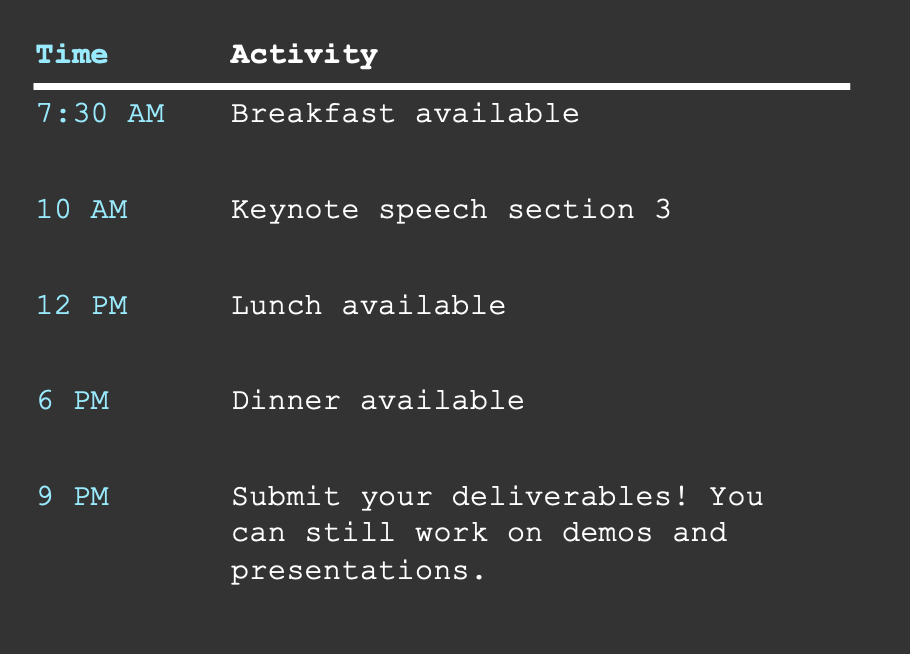 Time Activity
7:30 AM Breakfast available
10 AM Keynote speech section 3
12 PM Lunch available
6 PM Dinner available
9 PM Submit your deliverables! You
can still work on demos and
presentations.